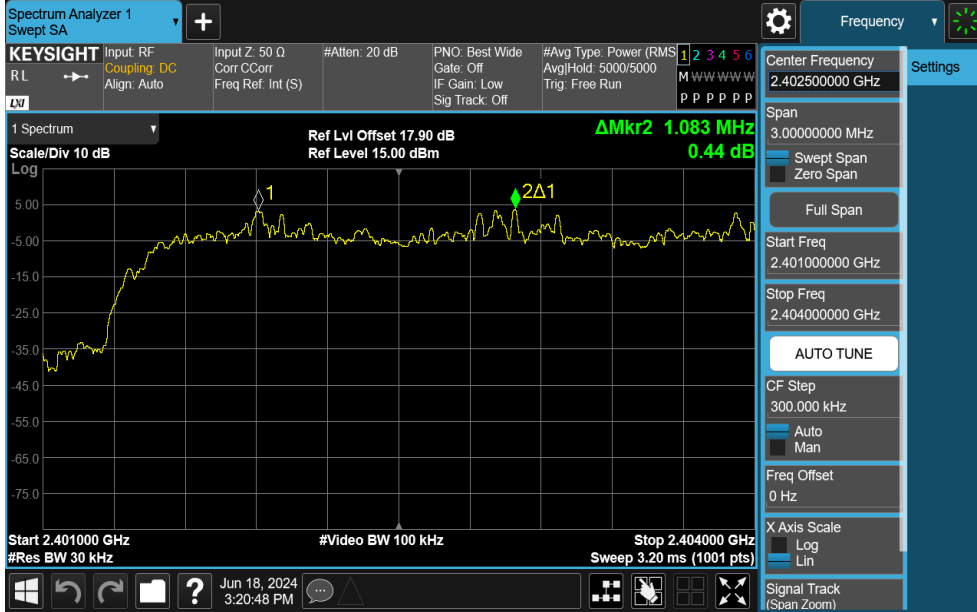 Spectrum Analyzer 1
Swept SA
Frequency
KEYSIGHT
R L
LXI
Input: RF
Coupling: DC
Align: Auto
Input Z: 50 Ω
Corr CCorr
Freq Ref: Int (S)
#Atten: 20 dB
PNO: Best Wide
Gate: Off
IF Gain: Low
Sig Track: Off
#Avg Type: Power (RMS
Avg|Hold: 5000/5000
Trig: Free Run
1 2 3 4 5 6
M W W W W W
P P P P P P
1 Spectrum
Scale/Div 10 dB
Log
Ref Lvl Offset 17.90 dB
Ref Level 15.00 dBm
ΔMkr2 1.083 MHz
0.44 dB
1
2Δ1
5.00
-5.00
-15.0
-25.0
-35.0
-45.0
-55.0
-65.0
-75.0
Start 2.401000 GHz
#Res BW 30 kHz
#Video BW 100 kHz
Stop 2.404000 GHz
Sweep 3.20 ms (1001 pts)
Center Frequency
2.402500000 GHz
Span
3.00000000 MHz
Swept Span
Zero Span
Full Span
Start Freq
2.401000000 GHz
Stop Freq
2.404000000 GHz
AUTO TUNE
CF Step
300.000 kHz
Auto
Man
Freq Offset
0 Hz
X Axis Scale
Log
Lin
Signal Track
(Span Zoom)
Settings
?
Jun 18, 2024
3:20:48 PM